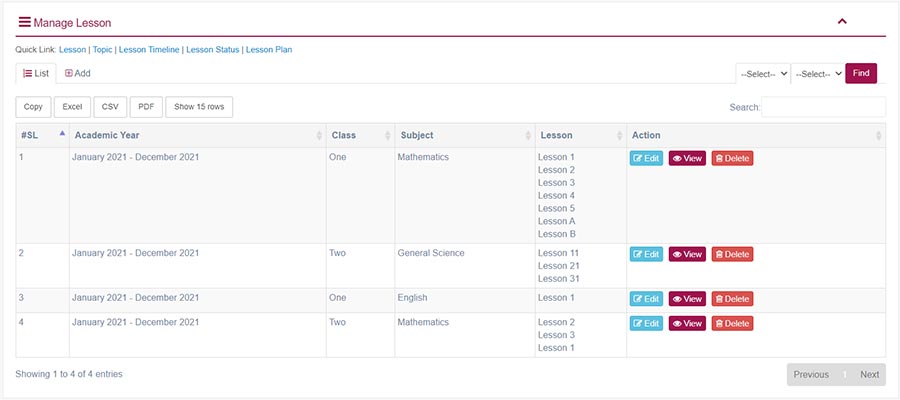 Manage Lesson
Quick Link: Lesson | Topic | Lesson Timeline | Lesson Status | Lesson Plan
List Add --Select-- --Select-- Find
Copy Excel CSV PDF Show 15 rows Search:
#SL Academic Year Class Subject Lesson Action
1 January 2021 - December 2021 One Mathematics Lesson 1 Edit View Delete
Lesson 2
Lesson 3
Lesson 4
Lesson 5
Lesson A
Lesson B
2 January 2021 - December 2021 Two General Science Lesson 11 Edit View Delete
Lesson 21
Lesson 31
3 January 2021 - December 2021 One English Lesson 1 Edit View Delete
4 January 2021 - December 2021 Two Mathematics Lesson 2 Edit View Delete
Lesson 3
Lesson 1
Showing 1 to 4 of 4 entries Previous 1 Next